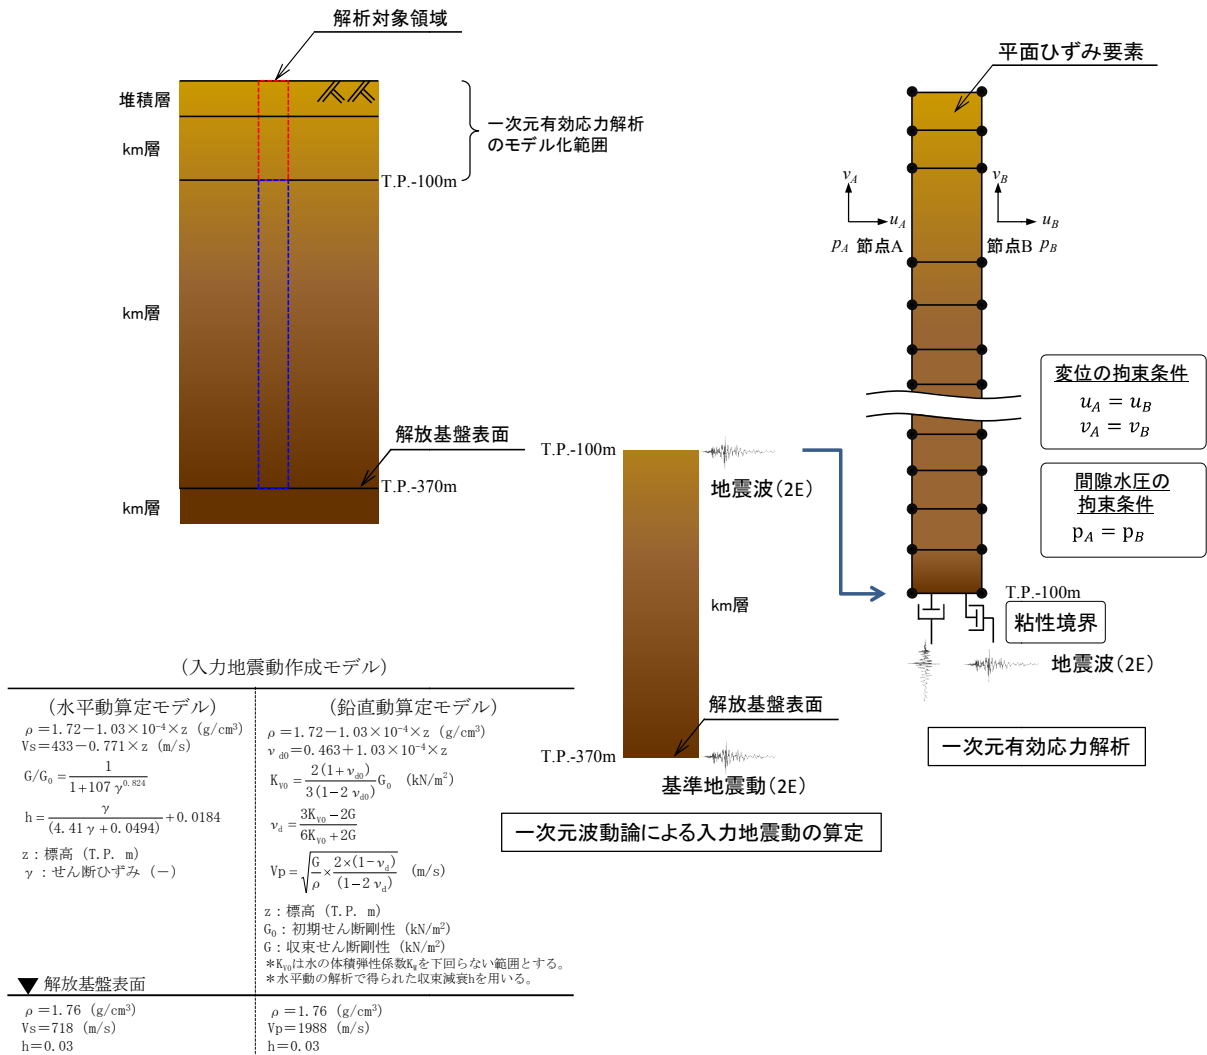 解析対象領域
堆積層
km層
一次元有効応力解析
のモデル化範囲
T.P.-100m
km層
解放基盤表面
T.P.-370m
km層
平面ひずみ要素
v_A
u_A
p_A 節点A
v_B
u_B
節点B p_B
変位の拘束条件
u_A = u_B
v_A = v_B
間隙水圧の
拘束条件
p_A = p_B
T.P.-100m
地震波(2E)
km層
解放基盤表面
T.P.-370m
基準地震動(2E)
一次元波動論による入力地震動の算定
T.P.-100m
粘性境界
地震波(2E)
一次元有効応力解析
(入力地震動作成モデル)
(水平動算定モデル)
ρ=1.72−1.03×10⁻⁴×z (g/cm³)
Vs=433−0.771×z (m/s)
G/G₀=1/(1+107γ^0.824)
h=γ/(4.41γ+0.0494)+0.0184
z:標高 (T.P. m)
γ:せん断ひずみ (−)
(鉛直動算定モデル)
ρ=1.72−1.03×10⁻⁴×z (g/cm³)
ν_d0=0.463+1.03×10⁻⁴×z
K_V0=2(1+ν_d0)/3(1−2ν_d0) G₀ (kN/m²)
ν_d=(3K_V0−2G)/(6K_V0+2G)
Vp=√(G/ρ×2×(1−ν_d)/(1−2ν_d)) (m/s)
z:標高 (T.P. m)
G₀:初期せん断剛性 (kN/m²)
G:収束せん断剛性 (kN/m²)
*K_V0は水の体積弾性係数K_Wを下回らない範囲とする。
*水平動の解析で得られた収束減衰hを用いる。
▼ 解放基盤表面
ρ=1.76 (g/cm³)
Vs=718 (m/s)
h=0.03
ρ=1.76 (g/cm³)
Vp=1988 (m/s)
h=0.03